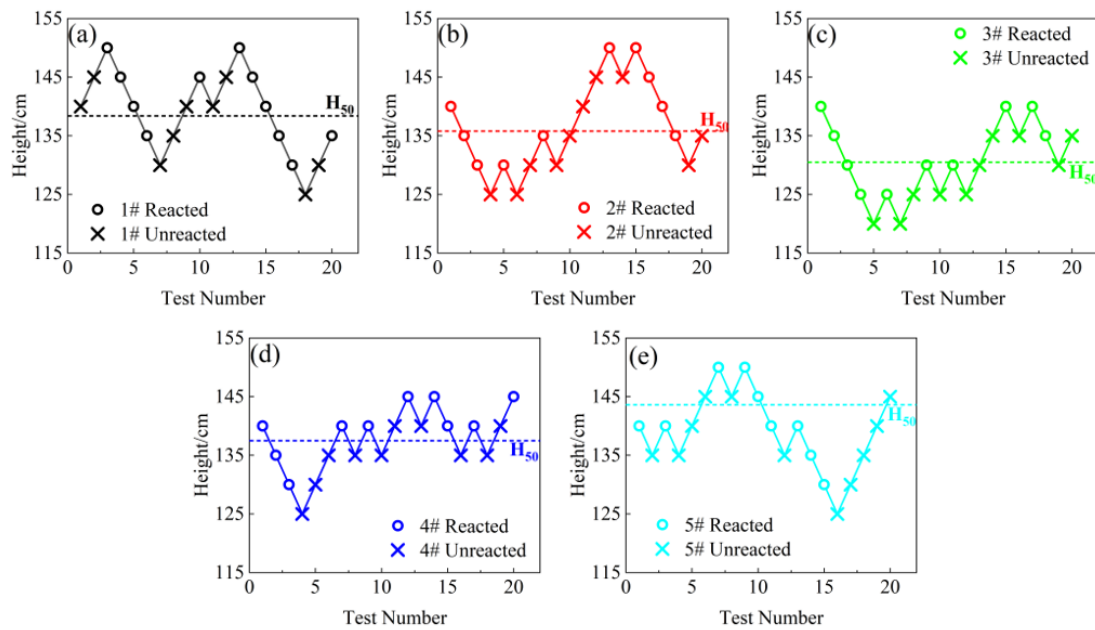 (a)
155
145
135
125
115
Height/cm
H50
1# Reacted
1# Unreacted
0 5 10 15 20
Test Number
(b)
155
145
135
125
115
Height/cm
H50
2# Reacted
2# Unreacted
0 5 10 15 20
Test Number
(c)
155
145
135
125
115
Height/cm
3# Reacted
3# Unreacted
H50
0 5 10 15 20
Test Number
(d)
155
145
135
125
115
Height/cm
H50
4# Reacted
4# Unreacted
0 5 10 15 20
Test Number
(e)
155
145
135
125
115
Height/cm
H50
5# Reacted
5# Unreacted
0 5 10 15 20
Test Number